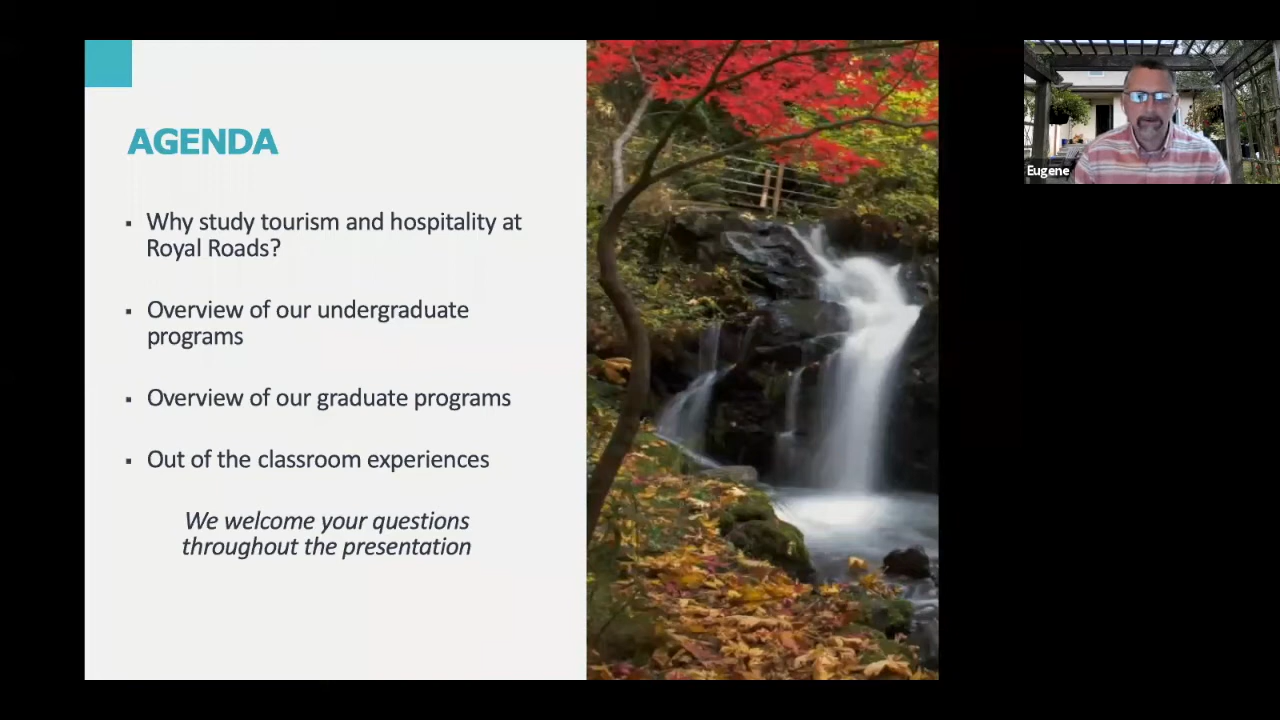 AGENDA
▪ Why study tourism and hospitality at
Royal Roads?
▪ Overview of our undergraduate
programs
▪ Overview of our graduate programs
▪ Out of the classroom experiences
We welcome your questions
throughout the presentation
Eugene